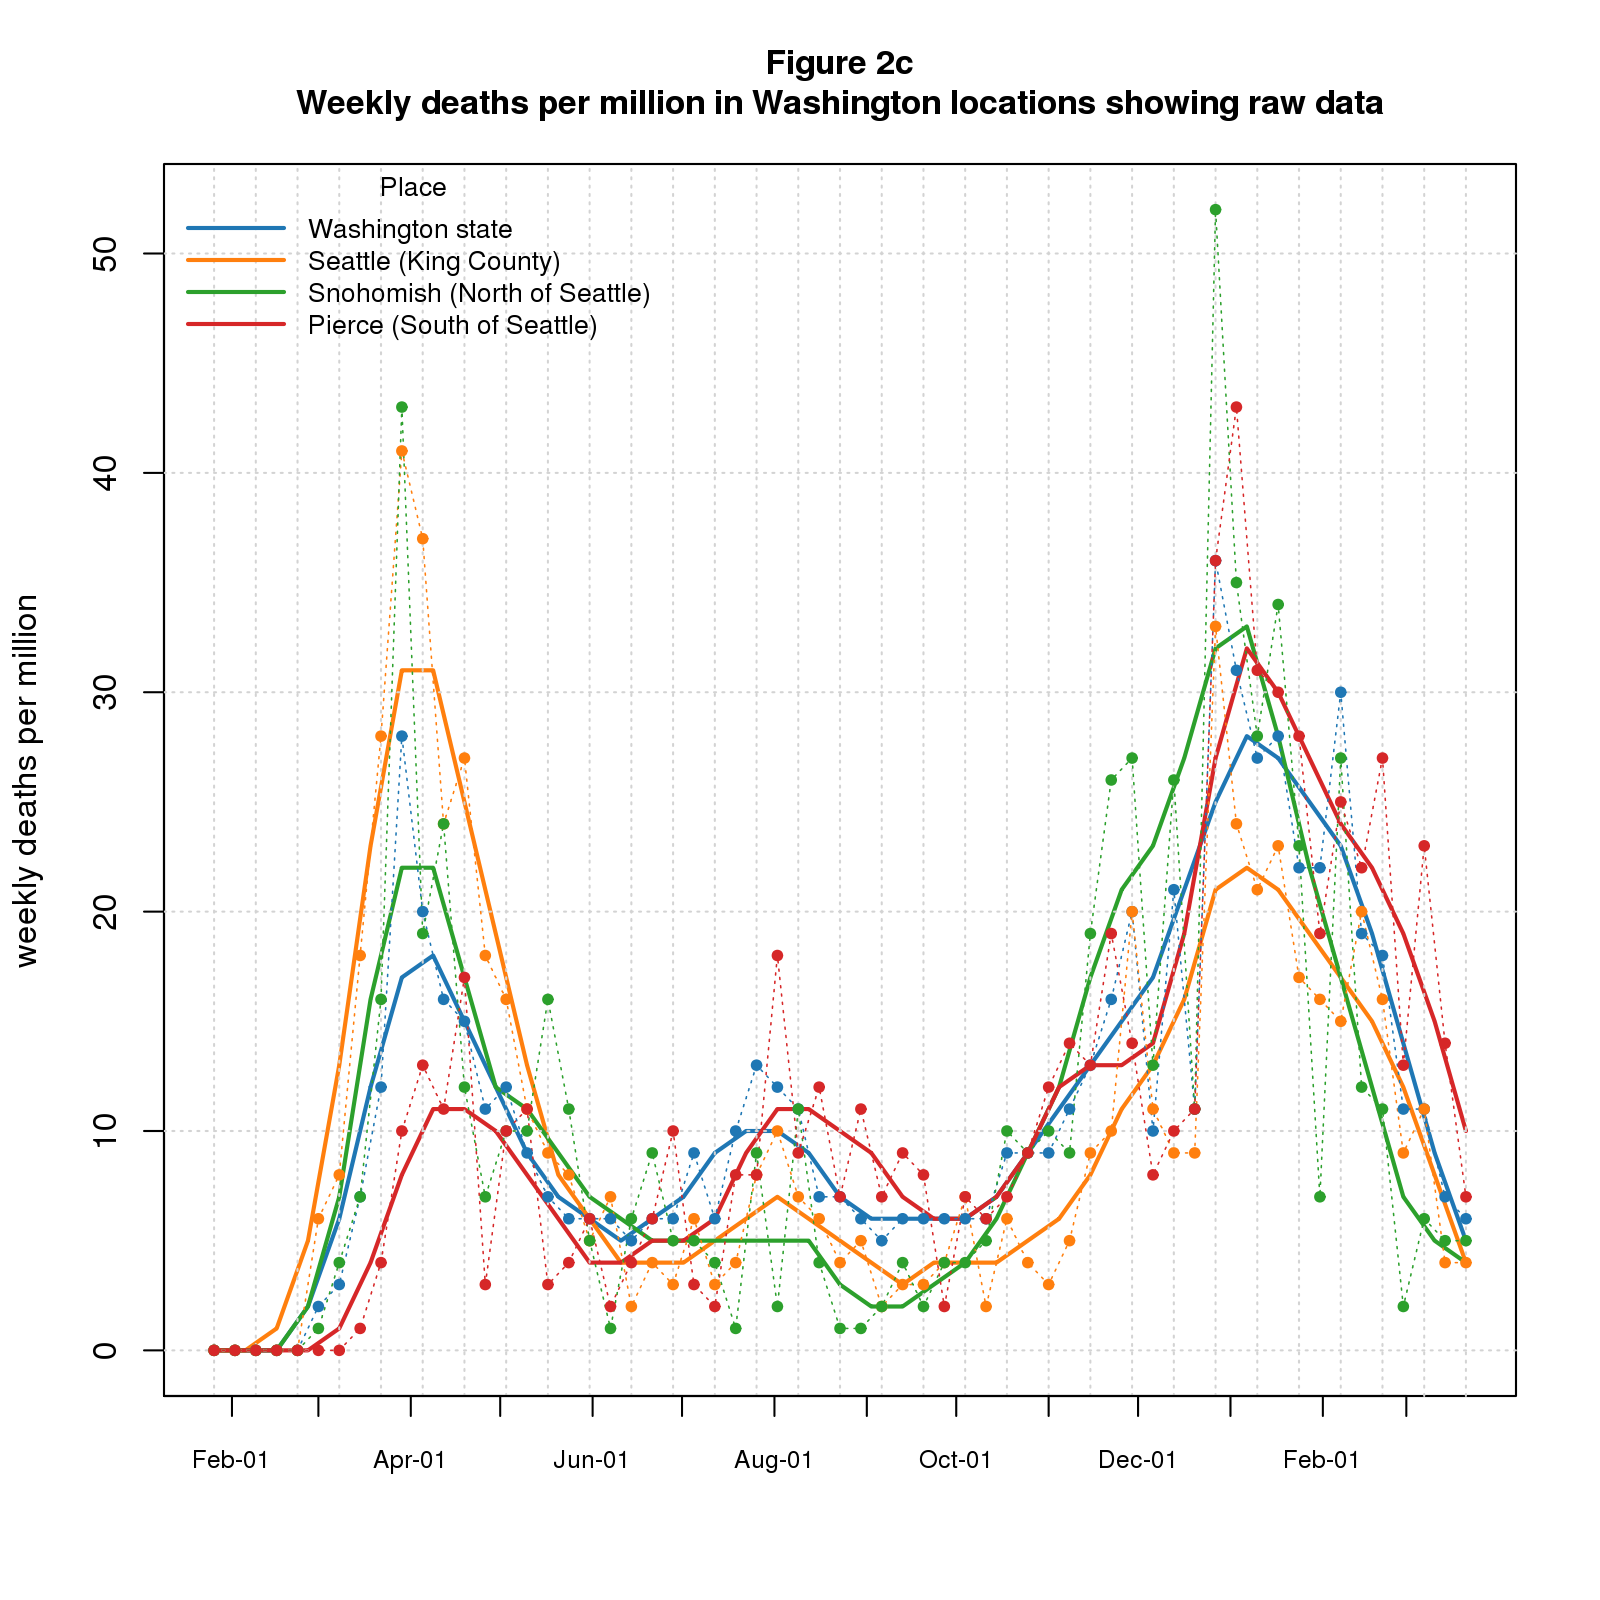 Figure 2c
Weekly deaths per million in Washington locations showing raw data
Place
Washington state
Seattle (King County)
Snohomish (North of Seattle)
Pierce (South of Seattle)
weekly deaths per million
50
40
30
20
10
0
Feb-01 Apr-01 Jun-01 Aug-01 Oct-01 Dec-01 Feb-01